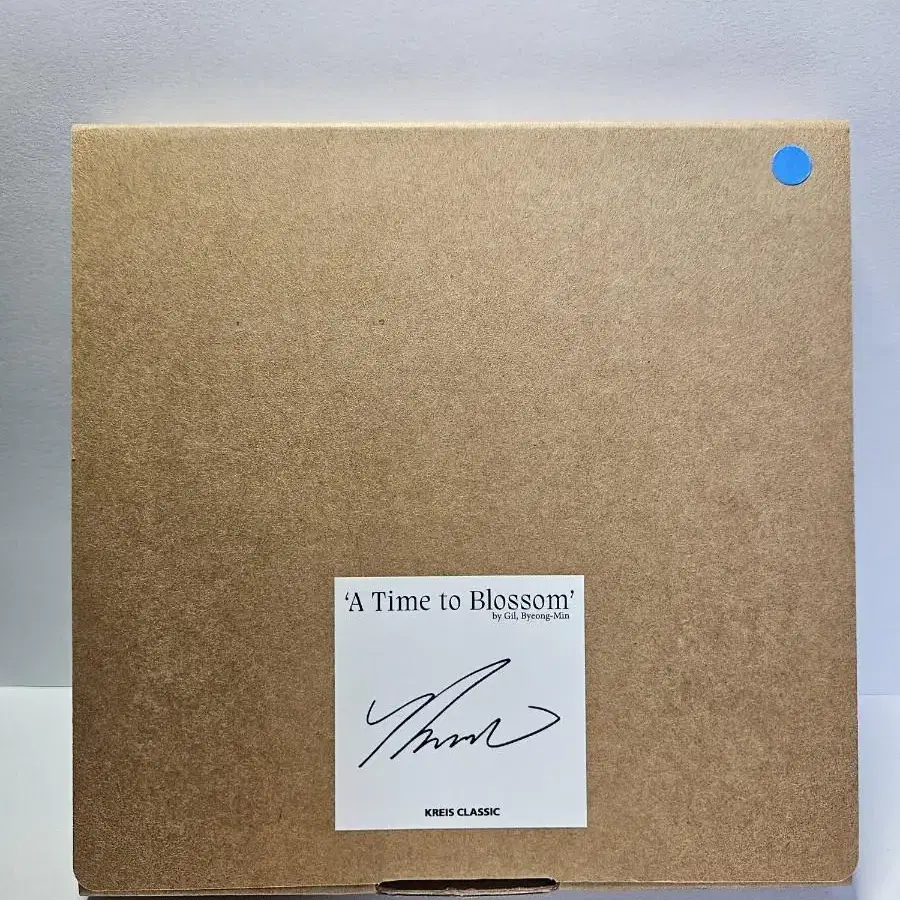 ‘A Time to Blossom’
by Gil, Byeong-Min
KREIS CLASSIC